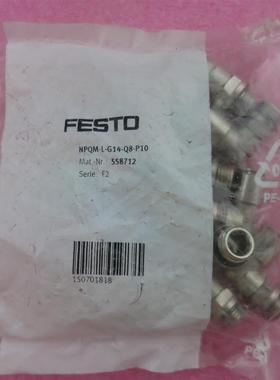 FESTO
NPQM-L-G14-Q8-P10
Mat.-Nr. 558712
Serie F2
150701818